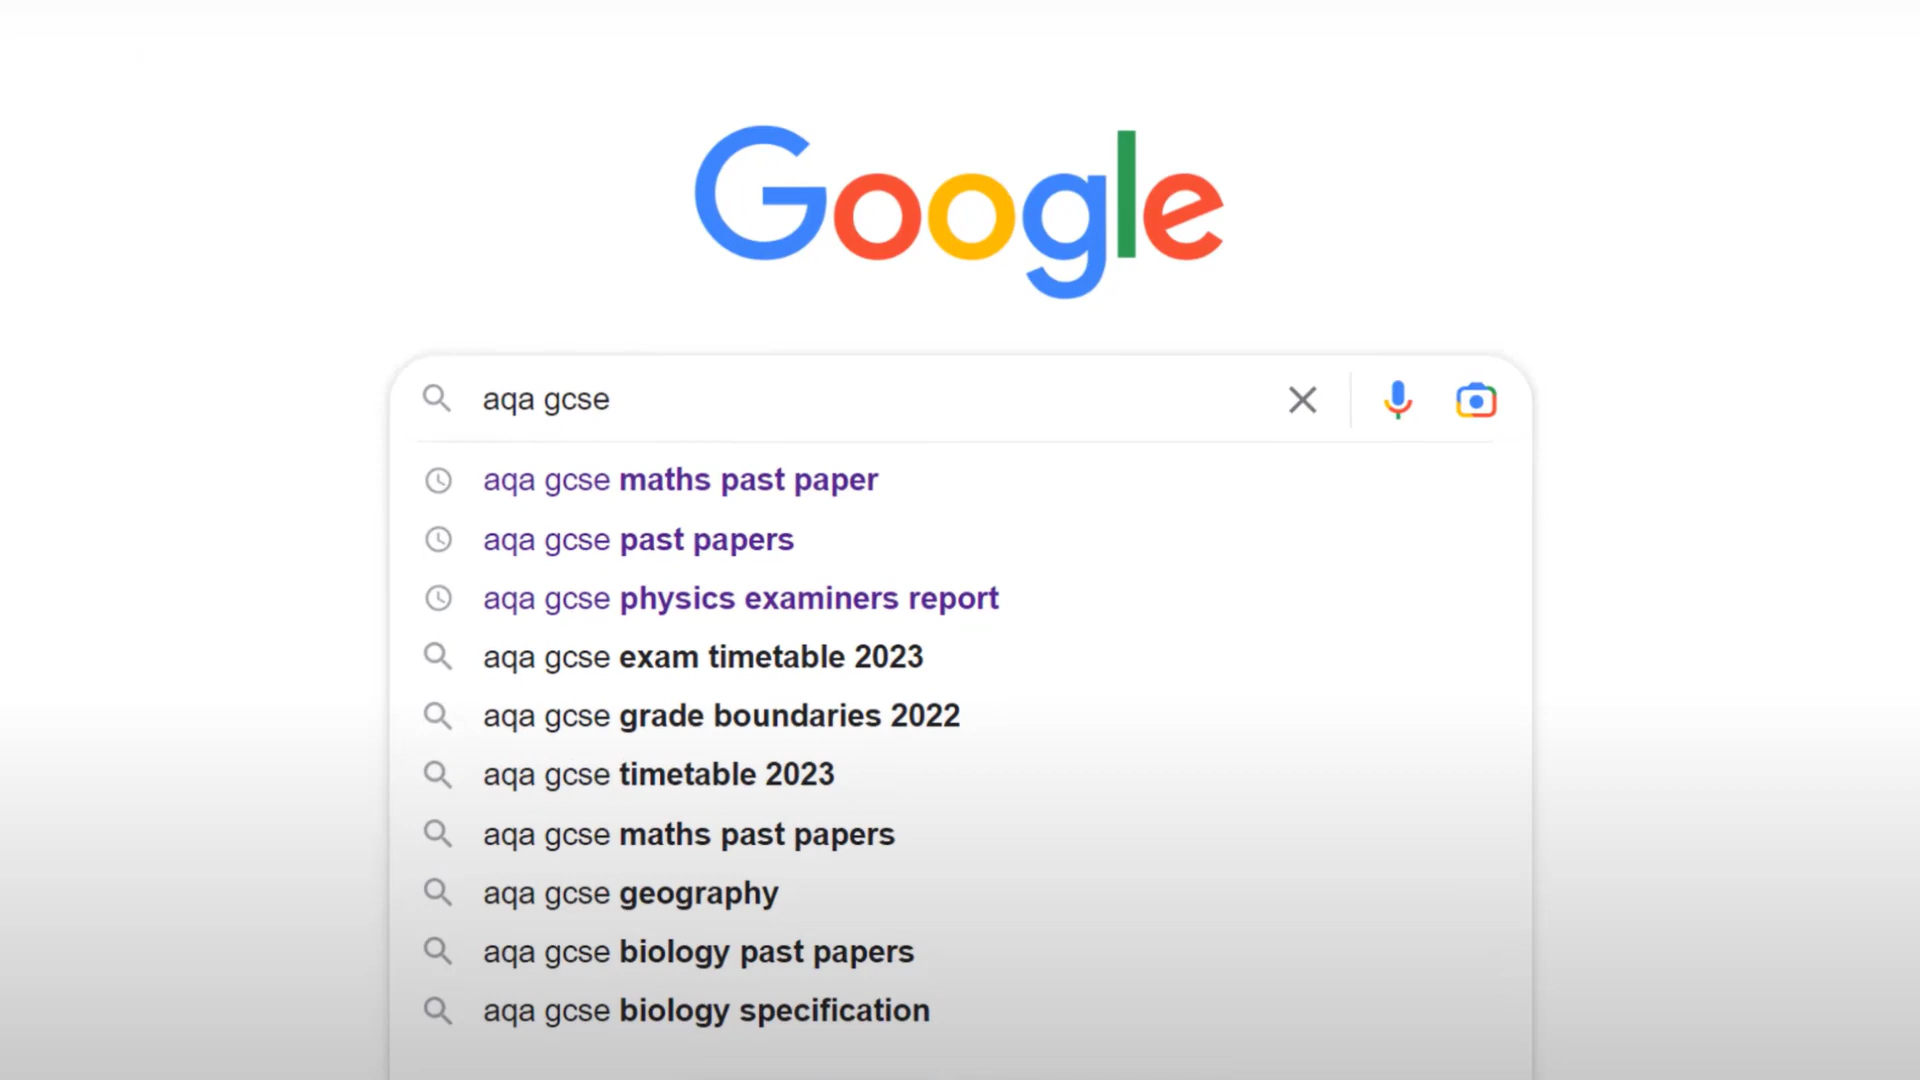 Google
aqa gcse
aqa gcse maths past paper
aqa gcse past papers
aqa gcse physics examiners report
aqa gcse exam timetable 2023
aqa gcse grade boundaries 2022
aqa gcse timetable 2023
aqa gcse maths past papers
aqa gcse geography
aqa gcse biology past papers
aqa gcse biology specification